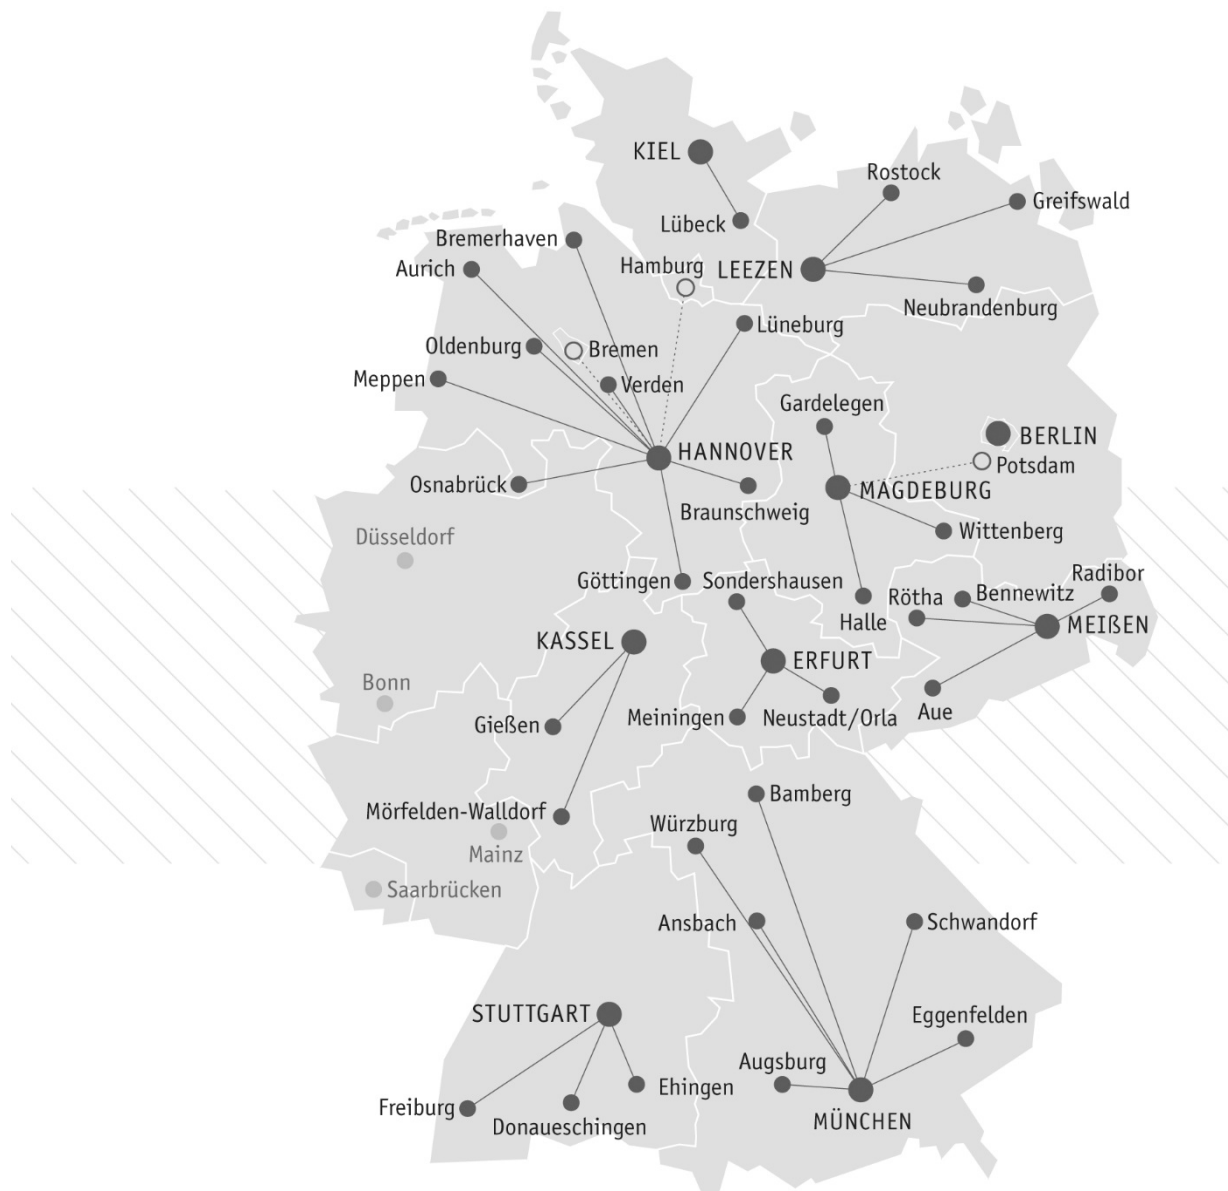 KIEL
Rostock
Greifswald
Lübeck
Bremerhaven
Hamburg
LEEZEN
Aurich
Neubrandenburg
Lüneburg
Oldenburg
Bremen
Meppen
Verden
Gardelegen
BERLIN
HANNOVER
Potsdam
Osnabrück
MAGDEBURG
Braunschweig
Wittenberg
Düsseldorf
Göttingen
Sondershausen
Radibor
Bennewitz
Rötha
Halle
MEIßEN
KASSEL
ERFURT
Bonn
Gießen
Meiningen
Neustadt/Orla
Aue
Bamberg
Mörfelden-Walldorf
Würzburg
Mainz
Saarbrücken
Ansbach
Schwandorf
STUTTGART
Eggenfelden
Augsburg
Ehingen
Freiburg
Donaueschingen
MÜNCHEN